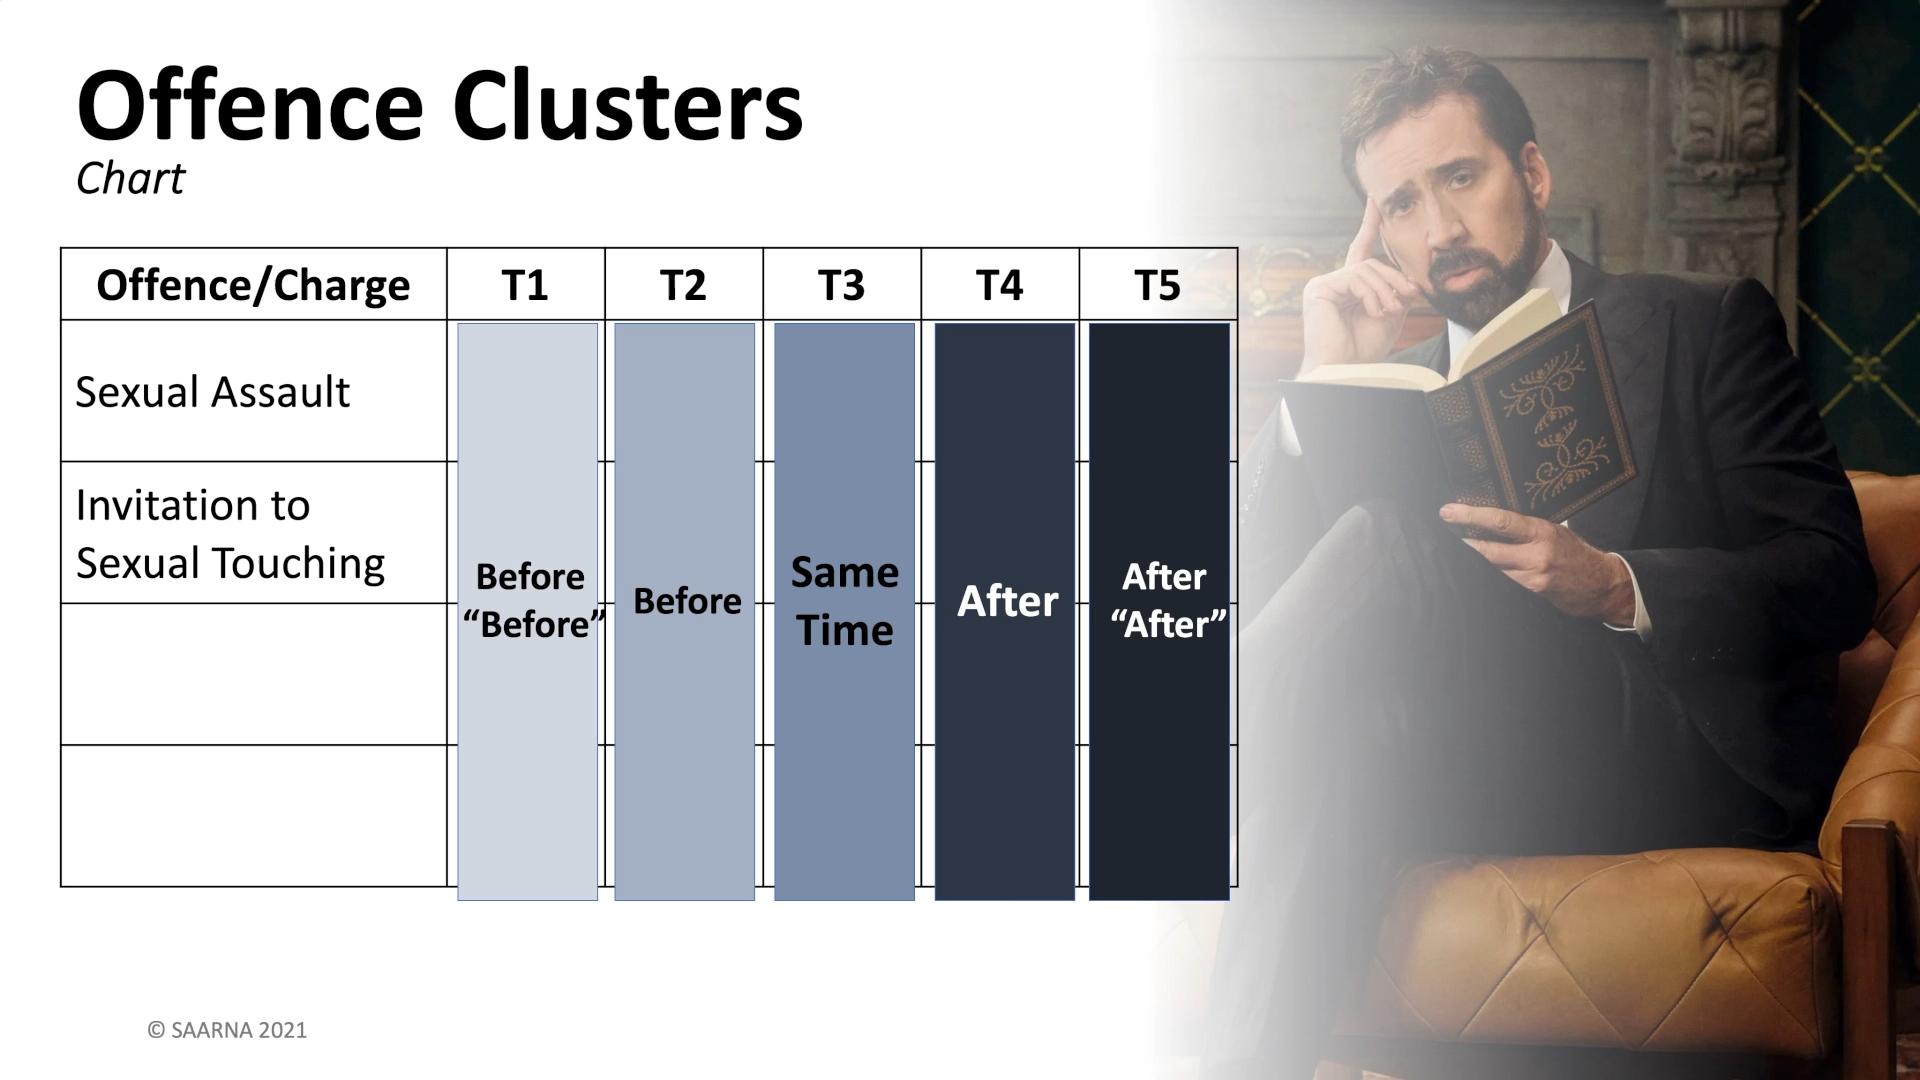 Offence Clusters
Chart
Offence/Charge T1 T2 T3 T4 T5
Sexual Assault
Invitation to
Sexual Touching
Before
“Before”
Before
Same
Time
After
After
“After”
© SAARNA 2021